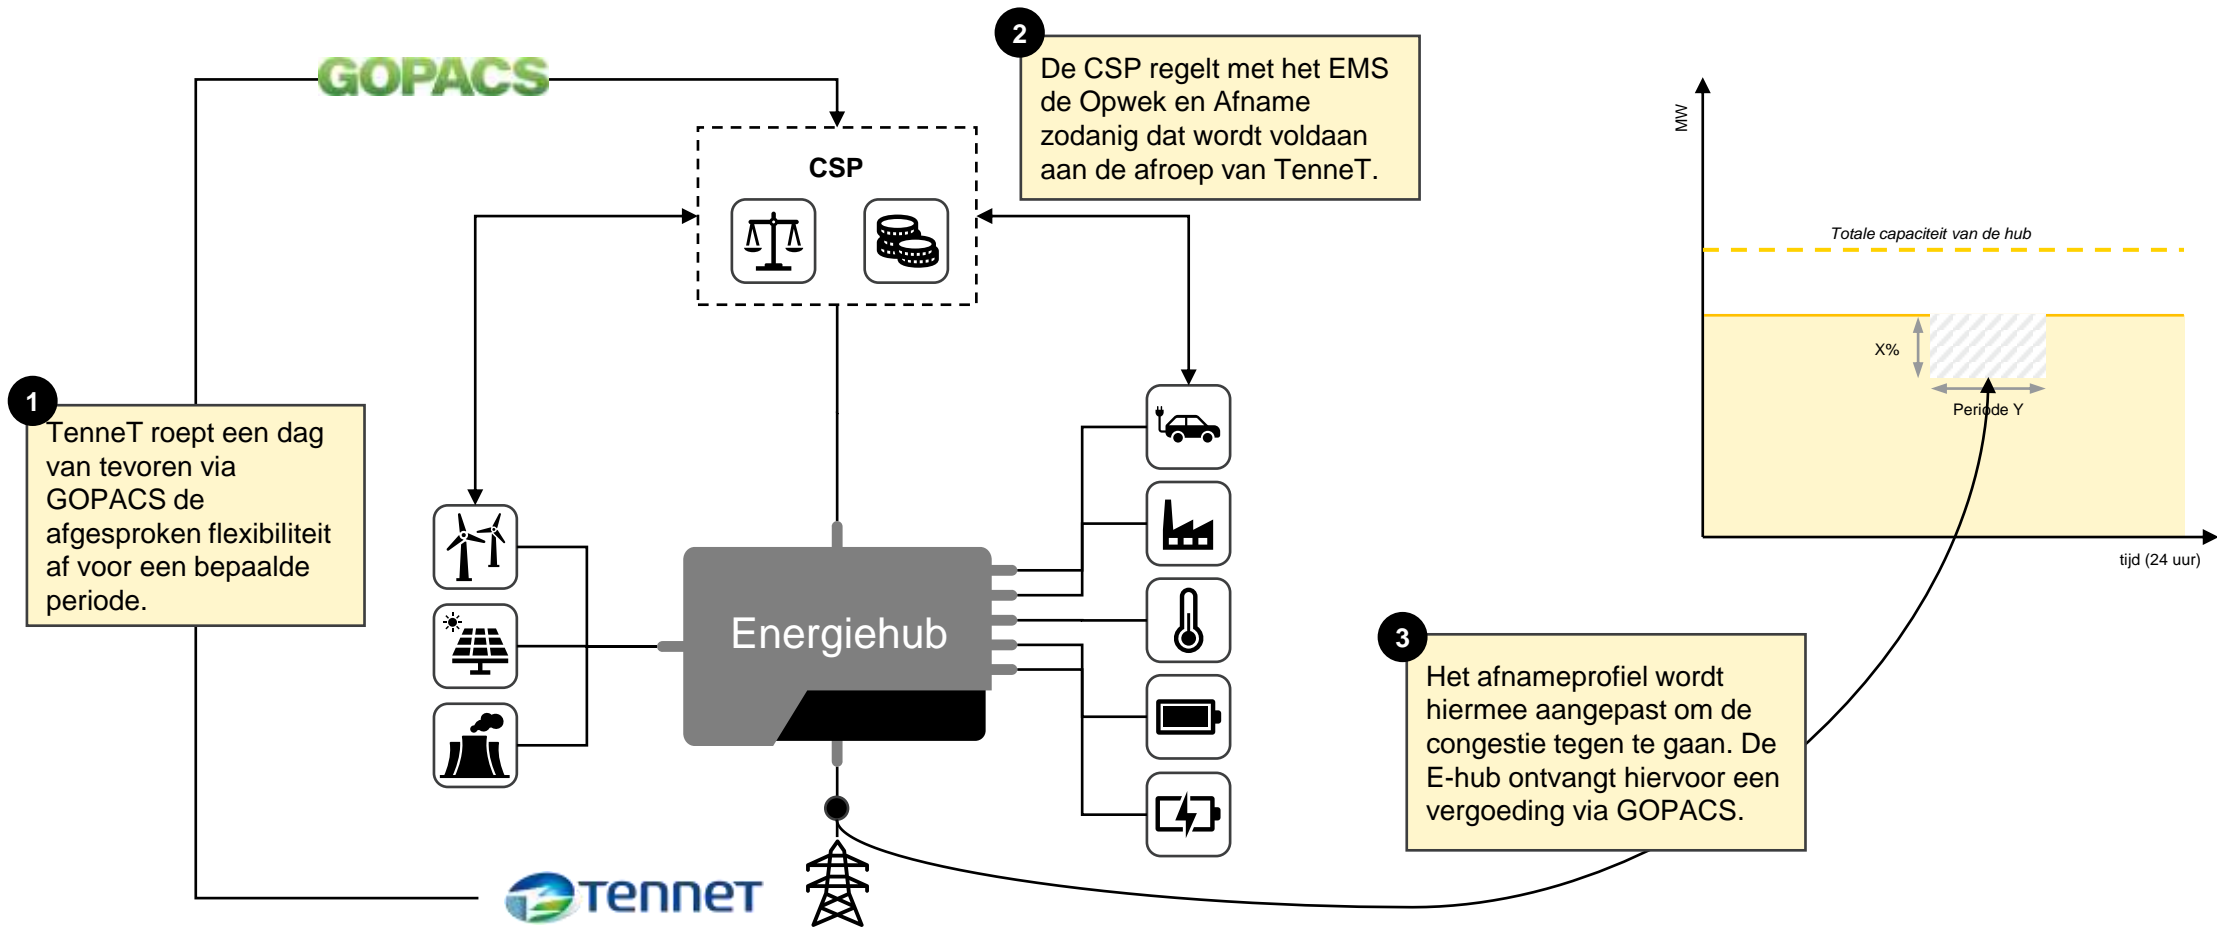 GOPACS
2
De CSP regelt met het EMS
de Opwek en Afname
zodanig dat wordt voldaan
aan de afroep van TenneT.
CSP
1
TenneT roept een dag
van tevoren via
GOPACS de
afgesproken flexibiliteit
af voor een bepaalde
periode.
Energiehub
TenneT
MW
Totale capaciteit van de hub
X%
Periode Y
tijd (24 uur)
3
Het afnameprofiel wordt
hiermee aangepast om de
congestie tegen te gaan. De
E-hub ontvangt hiervoor een
vergoeding via GOPACS.